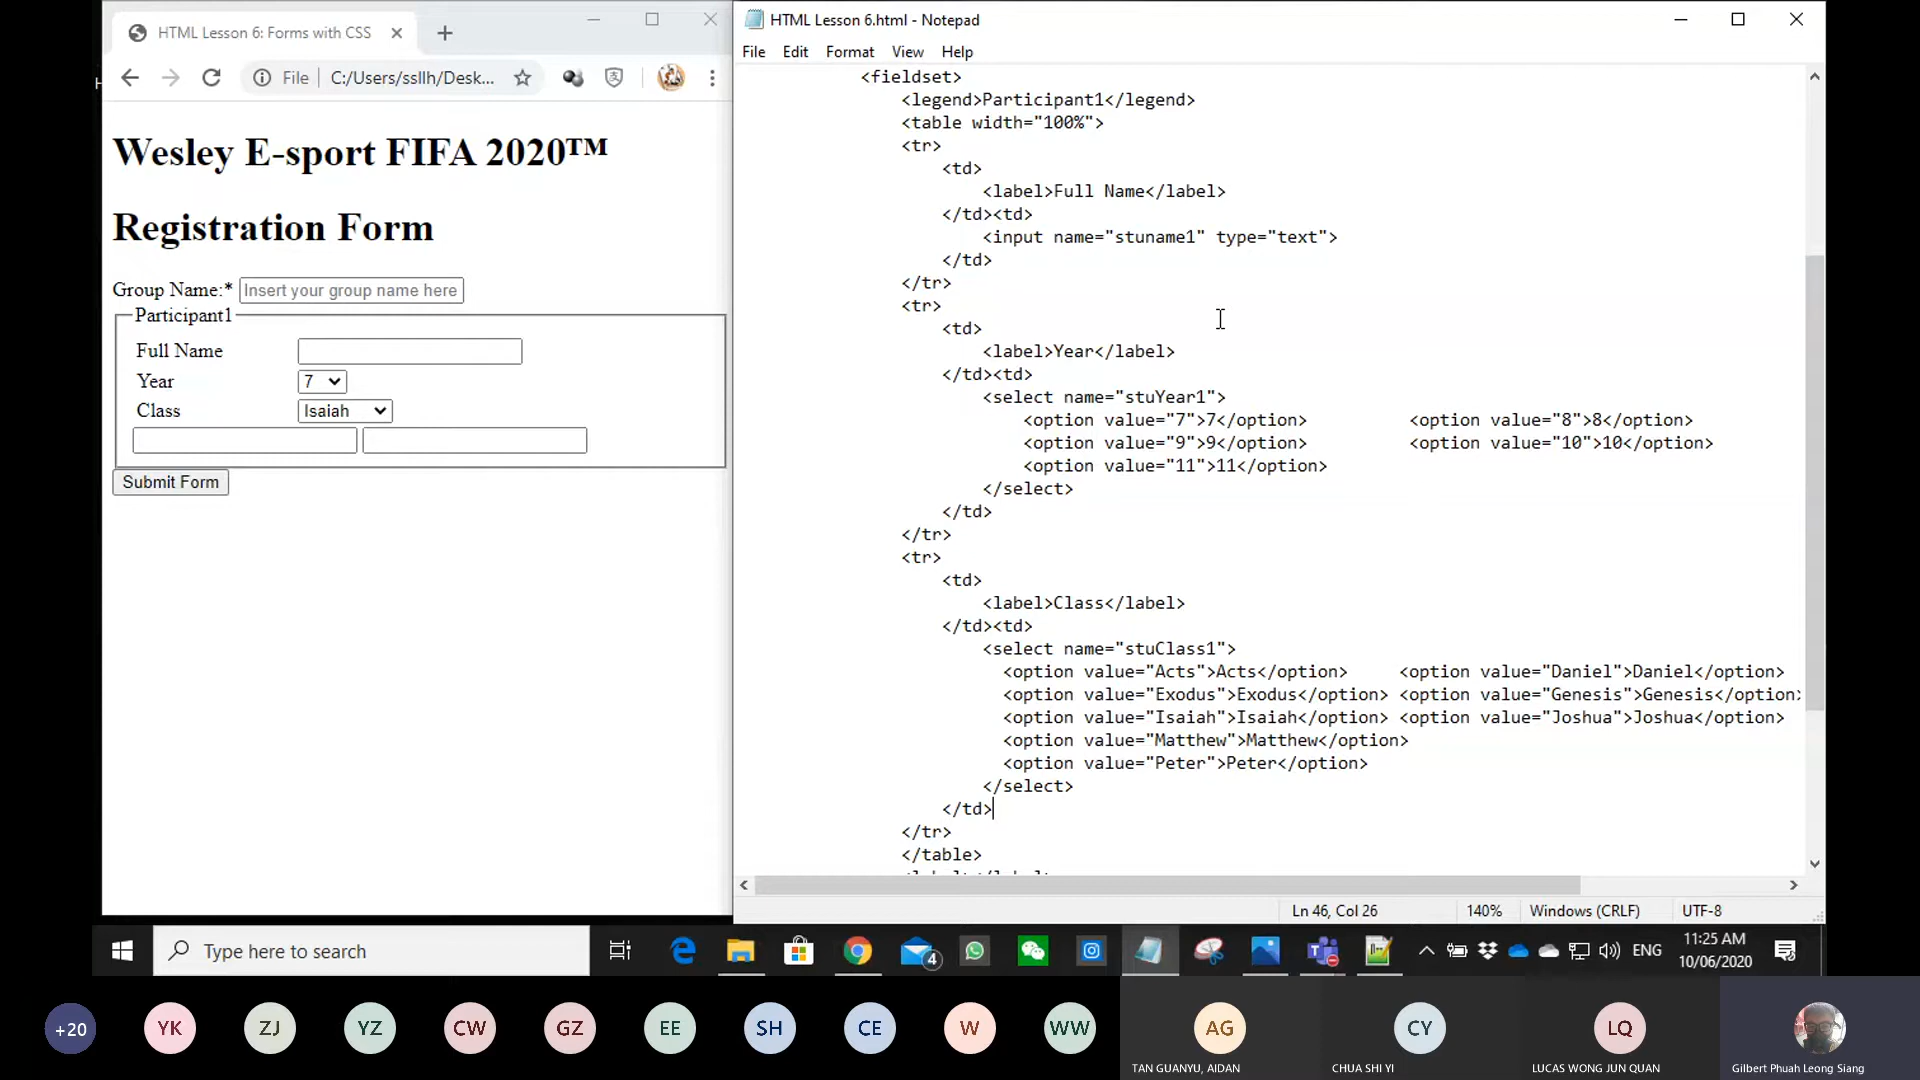 HTML Lesson 6: Forms with CSS
File
C:/Users/ssllh/Desk...
Wesley E-sport FIFA 2020™
Registration Form
Group Name:* Insert your group name here
Participant1
Full Name
Year 7
Class Isaiah
Submit Form
HTML Lesson 6.html - Notepad
File Edit Format View Help
<fieldset>
<legend>Participant1</legend>
<table width="100%">
<tr>
<td>
<label>Full Name</label>
</td><td>
<input name="stuname1" type="text">
</td>
</tr>
<tr>
<td>
<label>Year</label>
</td><td>
<select name="stuYear1">
<option value="7">7</option> <option value="8">8</option>
<option value="9">9</option> <option value="10">10</option>
<option value="11">11</option>
</select>
</td>
</tr>
<tr>
<td>
<label>Class</label>
</td><td>
<select name="stuClass1">
<option value="Acts">Acts</option> <option value="Daniel">Daniel</option>
<option value="Exodus">Exodus</option> <option value="Genesis">Genesis</option>
<option value="Isaiah">Isaiah</option> <option value="Joshua">Joshua</option>
<option value="Matthew">Matthew</option>
<option value="Peter">Peter</option>
</select>
</td>
</tr>
</table>
Ln 46, Col 26 140% Windows (CRLF) UTF-8
Type here to search
4
ENG
11:25 AM
10/06/2020
+20 YK ZJ YZ CW GZ EE SH CE W WW AG CY LQ
TAN GUANYU, AIDAN CHUA SHI YI LUCAS WONG JUN QUAN Gilbert Phuah Leong Siang